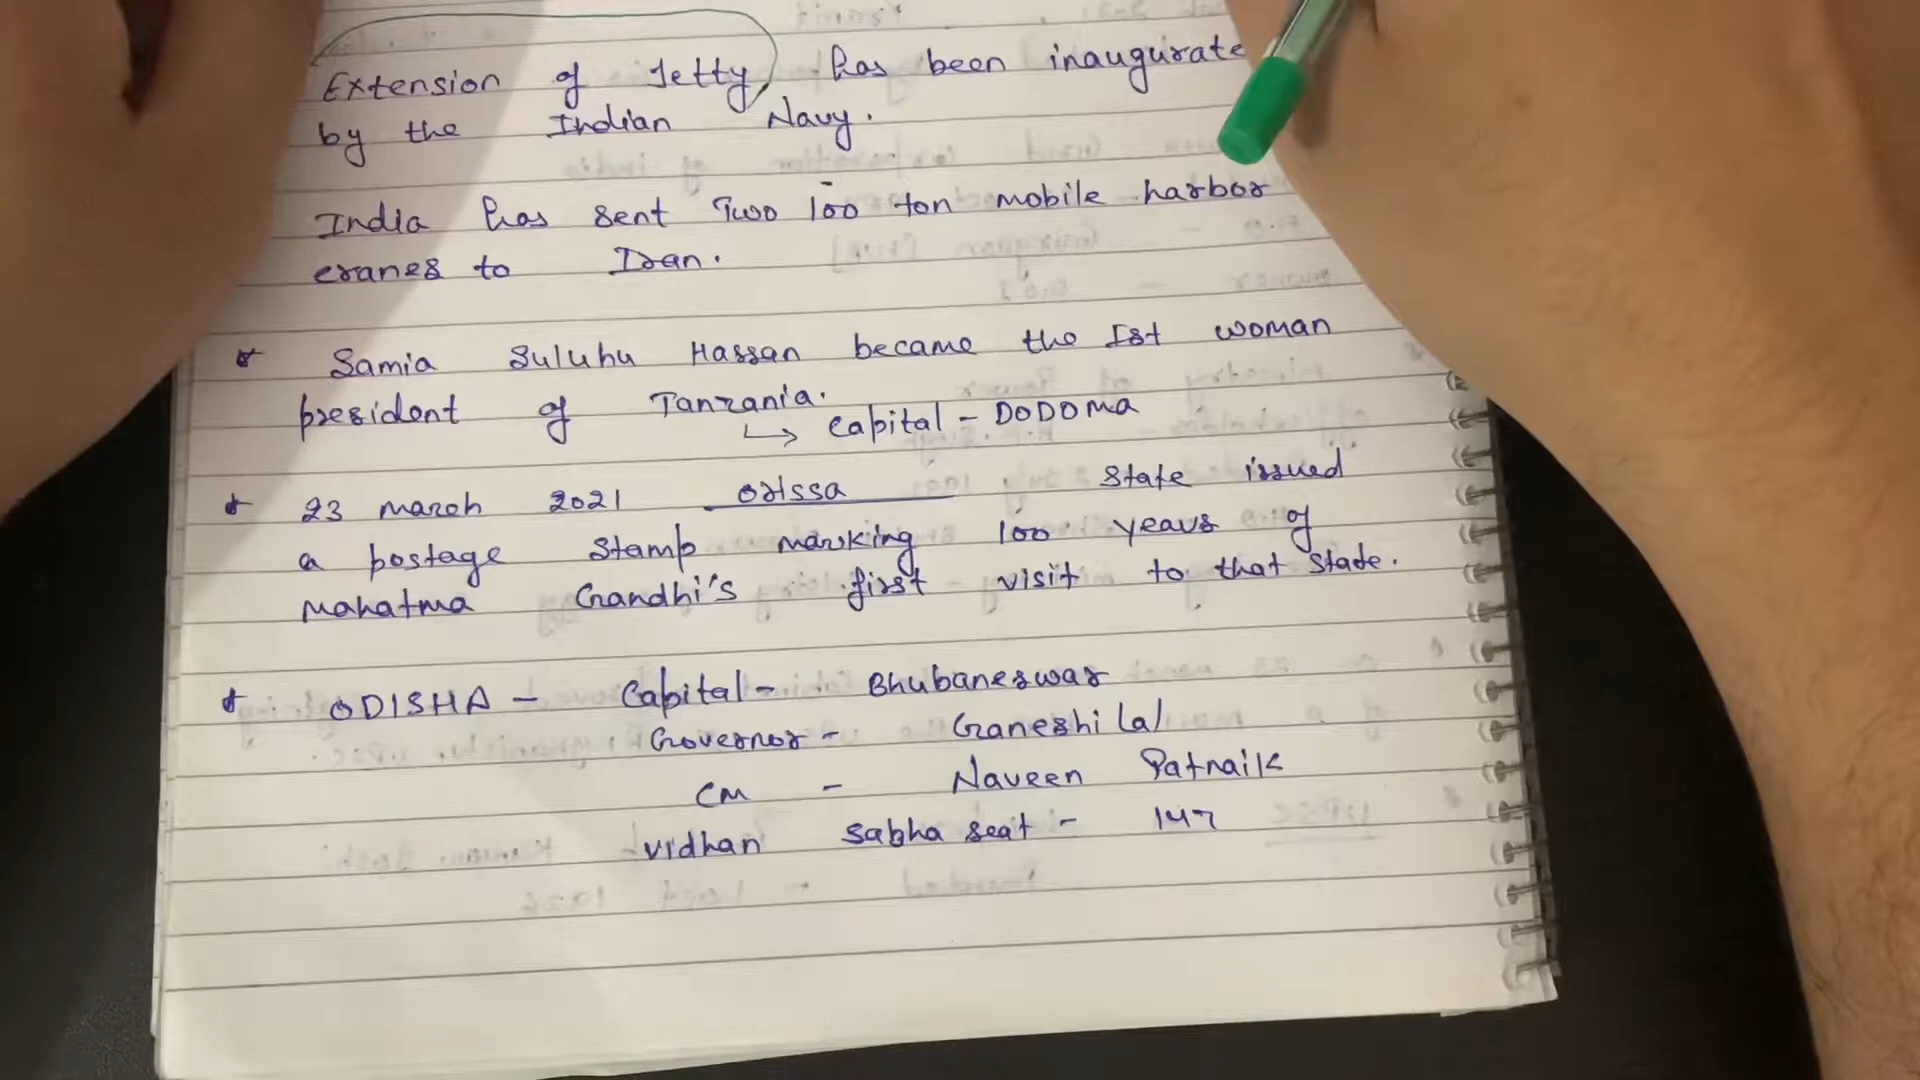 Extension of Jetty has been inaugurate
by the Indian Navy.
India has sent Two 100 ton mobile harbor
cranes to Iran.
Samia Suluhu Hassan became the Ist woman
president of Tanzania.
↳ capital - DODOMA
23 march 2021 Orissa State issued
a postage stamp marking 100 years of
Mahatma Gandhi's first visit to that state.
ODISHA - Capital - Bhubaneswar
Governor - Ganeshi lal
CM - Naveen Patnaik
vidhan sabha seat - 147